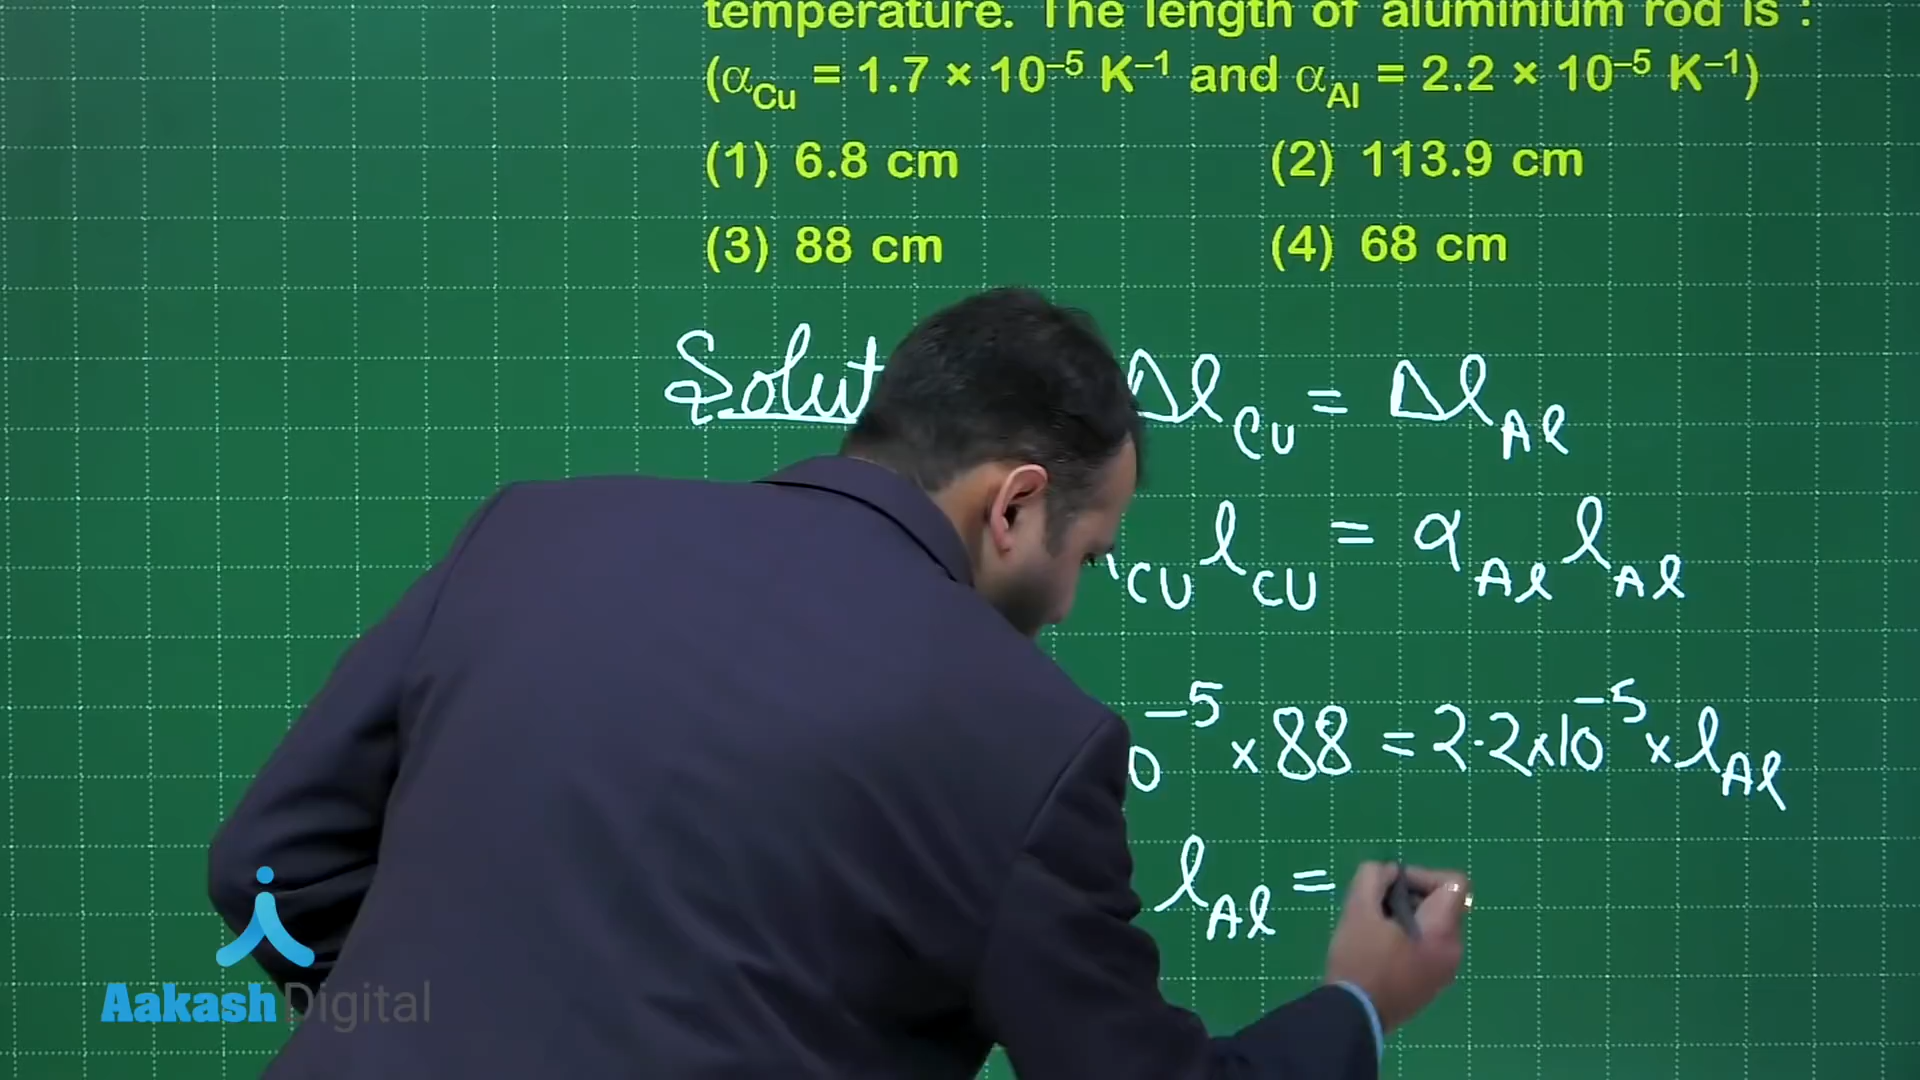 temperature. The length of aluminium rod is :
(αCu = 1.7 × 10⁻⁵ K⁻¹ and αAl = 2.2 × 10⁻⁵ K⁻¹)
(1) 6.8 cm (2) 113.9 cm
(3) 88 cm (4) 68 cm
Solut Δl_Cu = Δl_Al
CU l_CU = α_Al l_Al
0⁻⁵ × 88 = 2.2 × 10⁻⁵ × l_Al
l_Al =
Aakash Digital